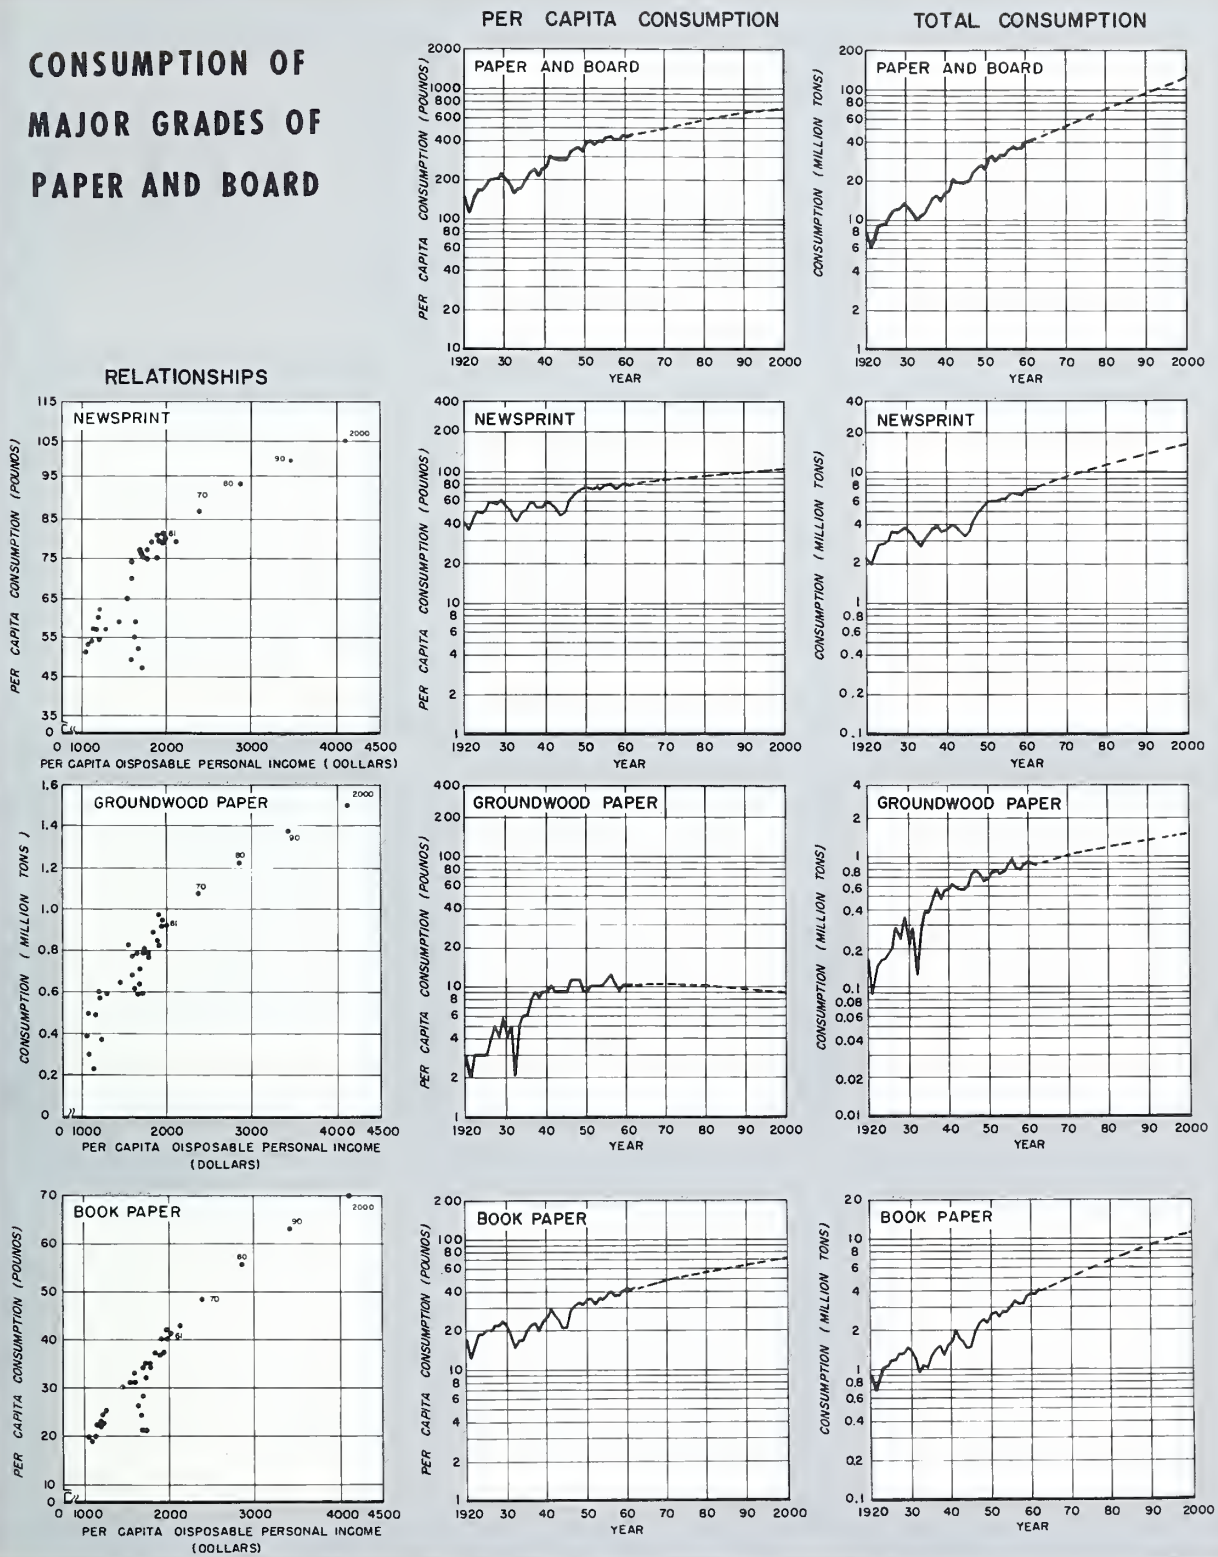 CONSUMPTION OF
MAJOR GRADES OF
PAPER AND BOARD
PER CAPITA CONSUMPTION
PAPER AND BOARD
PER CAPITA CONSUMPTION (POUNDS)
2000
1000
800
600
400
200
100
80
60
40
20
10
1920 30 40 50 60 70 80 90 2000
YEAR
TOTAL CONSUMPTION
PAPER AND BOARD
CONSUMPTION (MILLION TONS)
200
100
80
60
40
20
10
8
6
4
2
1
1920 30 40 50 60 70 80 90 2000
YEAR
RELATIONSHIPS
NEWSPRINT
PER CAPITA CONSUMPTION (POUNDS)
115
105
95
85
75
65
55
45
35
0
2000
90
80
70
61
0 1000 2000 3000 4000 4500
PER CAPITA DISPOSABLE PERSONAL INCOME (DOLLARS)
NEWSPRINT
PER CAPITA CONSUMPTION (POUNDS)
400
200
100
80
60
40
20
10
8
6
4
2
1
1920 30 40 50 60 70 80 90 2000
YEAR
NEWSPRINT
CONSUMPTION (MILLION TONS)
40
20
10
8
6
4
2
1
0.8
0.6
0.4
0.2
0.1
1920 30 40 50 60 70 80 90 2000
YEAR
GROUNDWOOD PAPER
CONSUMPTION (MILLION TONS)
1.6
1.4
1.2
1.0
0.8
0.6
0.4
0.2
0
2000
90
80
70
61
0 1000 2000 3000 4000 4500
PER CAPITA DISPOSABLE PERSONAL INCOME
(DOLLARS)
GROUNDWOOD PAPER
PER CAPITA CONSUMPTION (POUNDS)
400
200
100
80
60
40
20
10
8
6
4
2
1
1920 30 40 50 60 70 80 90 2000
YEAR
GROUNDWOOD PAPER
CONSUMPTION (MILLION TONS)
4
2
1
0.8
0.6
0.4
0.2
0.1
0.08
0.06
0.04
0.02
0.01
1920 30 40 50 60 70 80 90 2000
YEAR
BOOK PAPER
PER CAPITA CONSUMPTION (POUNDS)
70
60
50
40
30
20
10
0
2000
90
80
70
61
0 1000 2000 3000 4000 4500
PER CAPITA DISPOSABLE PERSONAL INCOME
(DOLLARS)
BOOK PAPER
PER CAPITA CONSUMPTION (POUNDS)
200
100
80
60
40
20
10
8
6
4
2
1
1920 30 40 50 60 70 80 90 2000
YEAR
BOOK PAPER
CONSUMPTION (MILLION TONS)
20
10
8
6
4
2
1
0.8
0.6
0.4
0.2
0.1
1920 30 40 50 60 70 80 90 2000
YEAR